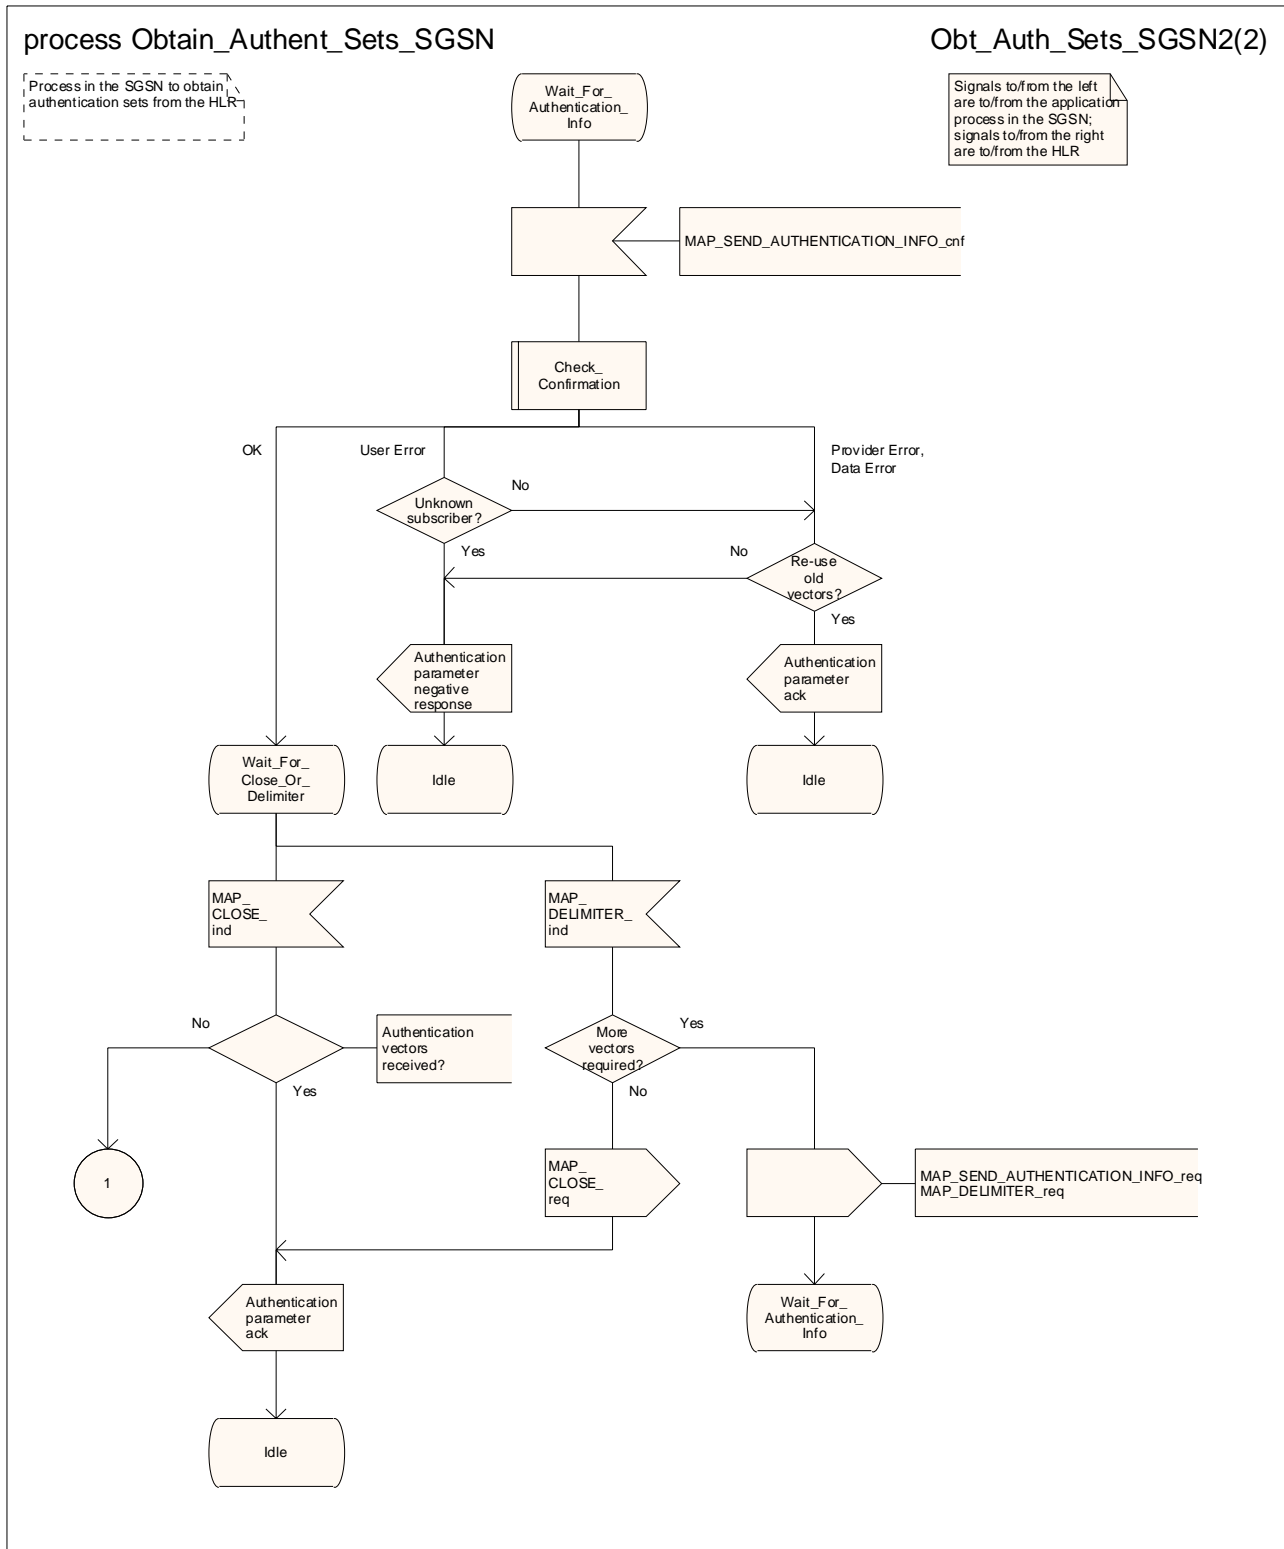 process Obtain_Authent_Sets_SGSN
Obt_Auth_Sets_SGSN2(2)
Process in the SGSN to obtain
authentication sets from the HLR
Wait_For_
Authentication_
Info
Signals to/from the left
are to/from the application
process in the SGSN;
signals to/from the right
are to/from the HLR
MAP_SEND_AUTHENTICATION_INFO_cnf
Check_
Confirmation
OK
User Error
Provider Error,
Data Error
Unknown
subscriber?
No
Yes
No
Re-use
old
vectors?
Yes
Authentication
parameter
negative
response
Authentication
parameter
ack
Wait_For_
Close_Or_
Delimiter
Idle
Idle
MAP_
CLOSE_
ind
MAP_
DELIMITER_
ind
No
Authentication
vectors
received?
Yes
More
vectors
required?
Yes
No
1
MAP_
CLOSE_
req
MAP_SEND_AUTHENTICATION_INFO_req
MAP_DELIMITER_req
Authentication
parameter
ack
Wait_For_
Authentication_
Info
Idle